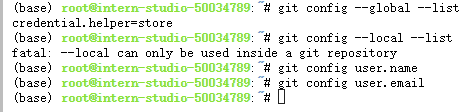 (base) root@intern-studio-50034789:~# git config --global --list
credential.helper=store
(base) root@intern-studio-50034789:~# git config --local --list
fatal: --local can only be used inside a git repository
(base) root@intern-studio-50034789:~# git config user.name
(base) root@intern-studio-50034789:~# git config user.email
(base) root@intern-studio-50034789:~#